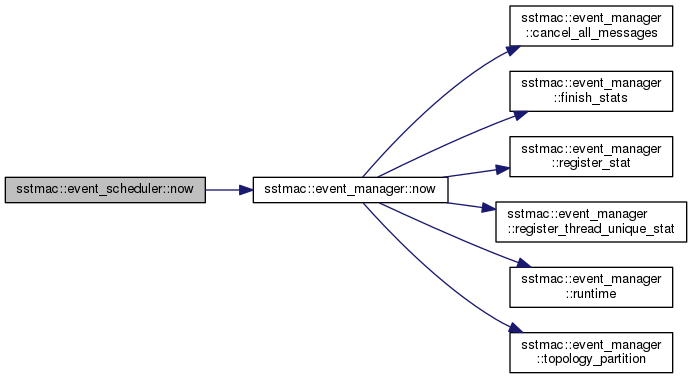 sstmac::event_manager
::cancel_all_messages
sstmac::event_manager
::finish_stats
sstmac::event_manager
::register_stat
sstmac::event_scheduler::now
sstmac::event_manager::now
sstmac::event_manager
::register_thread_unique_stat
sstmac::event_manager
::runtime
sstmac::event_manager
::topology_partition